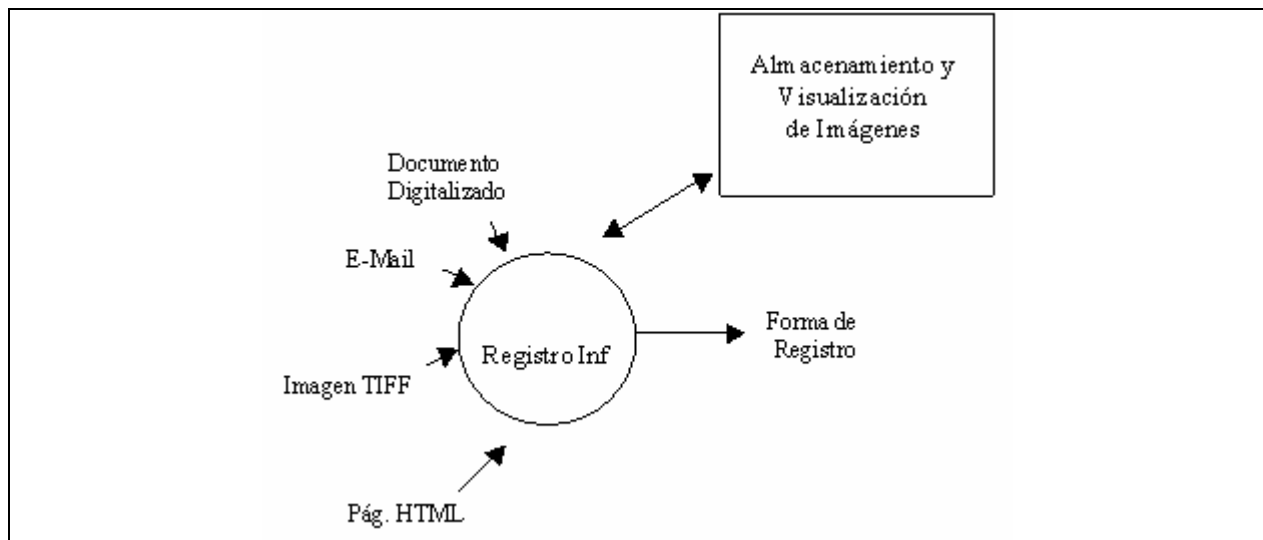 Almacenamiento y
Visualización
de Imágenes
Documento
Digitalizado
E-Mail
Registro Inf
Forma de
Registro
Imagen TIFF
Pág. HTML